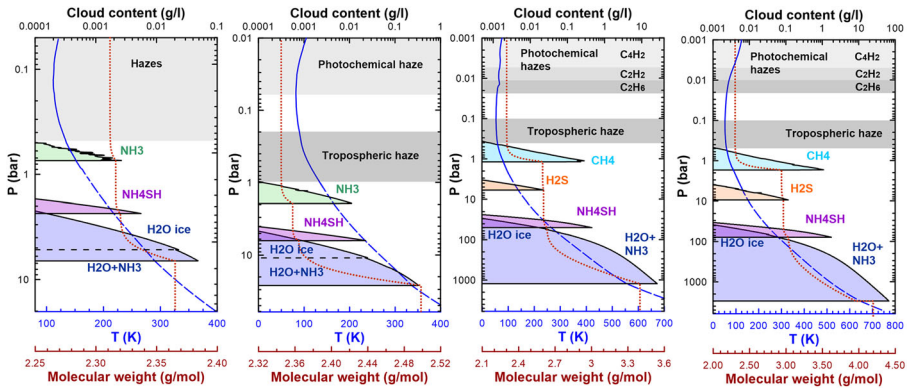 Cloud content (g/l)
0.0001 0.001 0.01 0.1 1
0.1
1
10
P (bar)
Hazes
NH3
NH4SH
H2O ice
H2O+NH3
100 200 300 400
T (K)
2.25 2.30 2.35 2.40
Molecular weight (g/mol)
Cloud content (g/l)
0.0001 0.001 0.01 0.1 1
0.01
0.1
1
10
P (bar)
Photochemical haze
Tropospheric haze
NH3
NH4SH
H2O ice
H2O+NH3
0 100 200 300 400
T (K)
2.32 2.36 2.40 2.44 2.48 2.52
Molecular weight (g/mol)
Cloud content (g/l)
0.001 0.01 0.1 1 10
0.001
0.01
0.1
1
10
100
1000
P (bar)
Photochemical
hazes
C4H2
C2H2
C2H6
Tropospheric haze
CH4
H2S
NH4SH
H2O ice
H2O+
NH3
0 100 200 300 400 500 600 700
T (K)
2.1 2.4 2.7 3 3.3 3.6
Molecular weight (g/mol)
Cloud content (g/l)
0.001 0.01 0.1 1 10 100
0.001
0.01
0.1
1
10
100
1000
P (bar)
Photochemical
hazes
C4H2
C2H2
C2H6
Tropospheric haze
CH4
H2S
NH4SH
H2O ice
H2O+
NH3
0 100 200 300 400 500 600 700 800
T (K)
2.00 2.50 3.00 3.50 4.00 4.50
Molecular weight (g/mol)